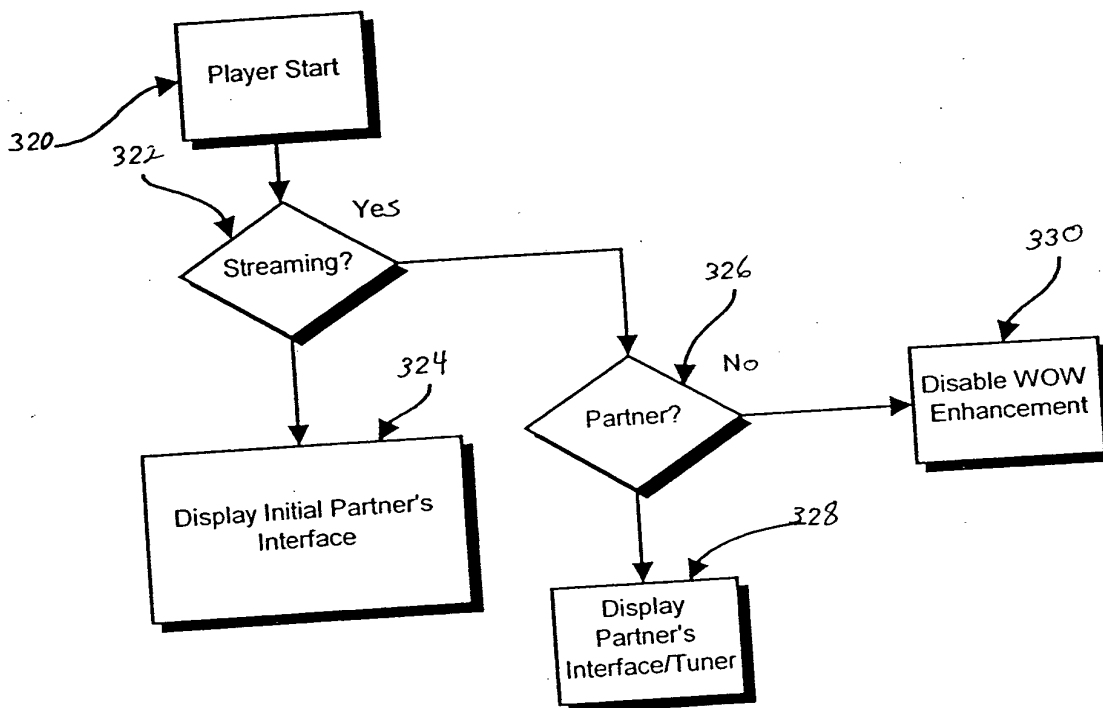 Player Start
320
322
Yes
Streaming?
326
330
324
No
Disable WOW
Enhancement
Partner?
Display Initial Partner's
Interface
328
Display
Partner's
Interface/Tuner